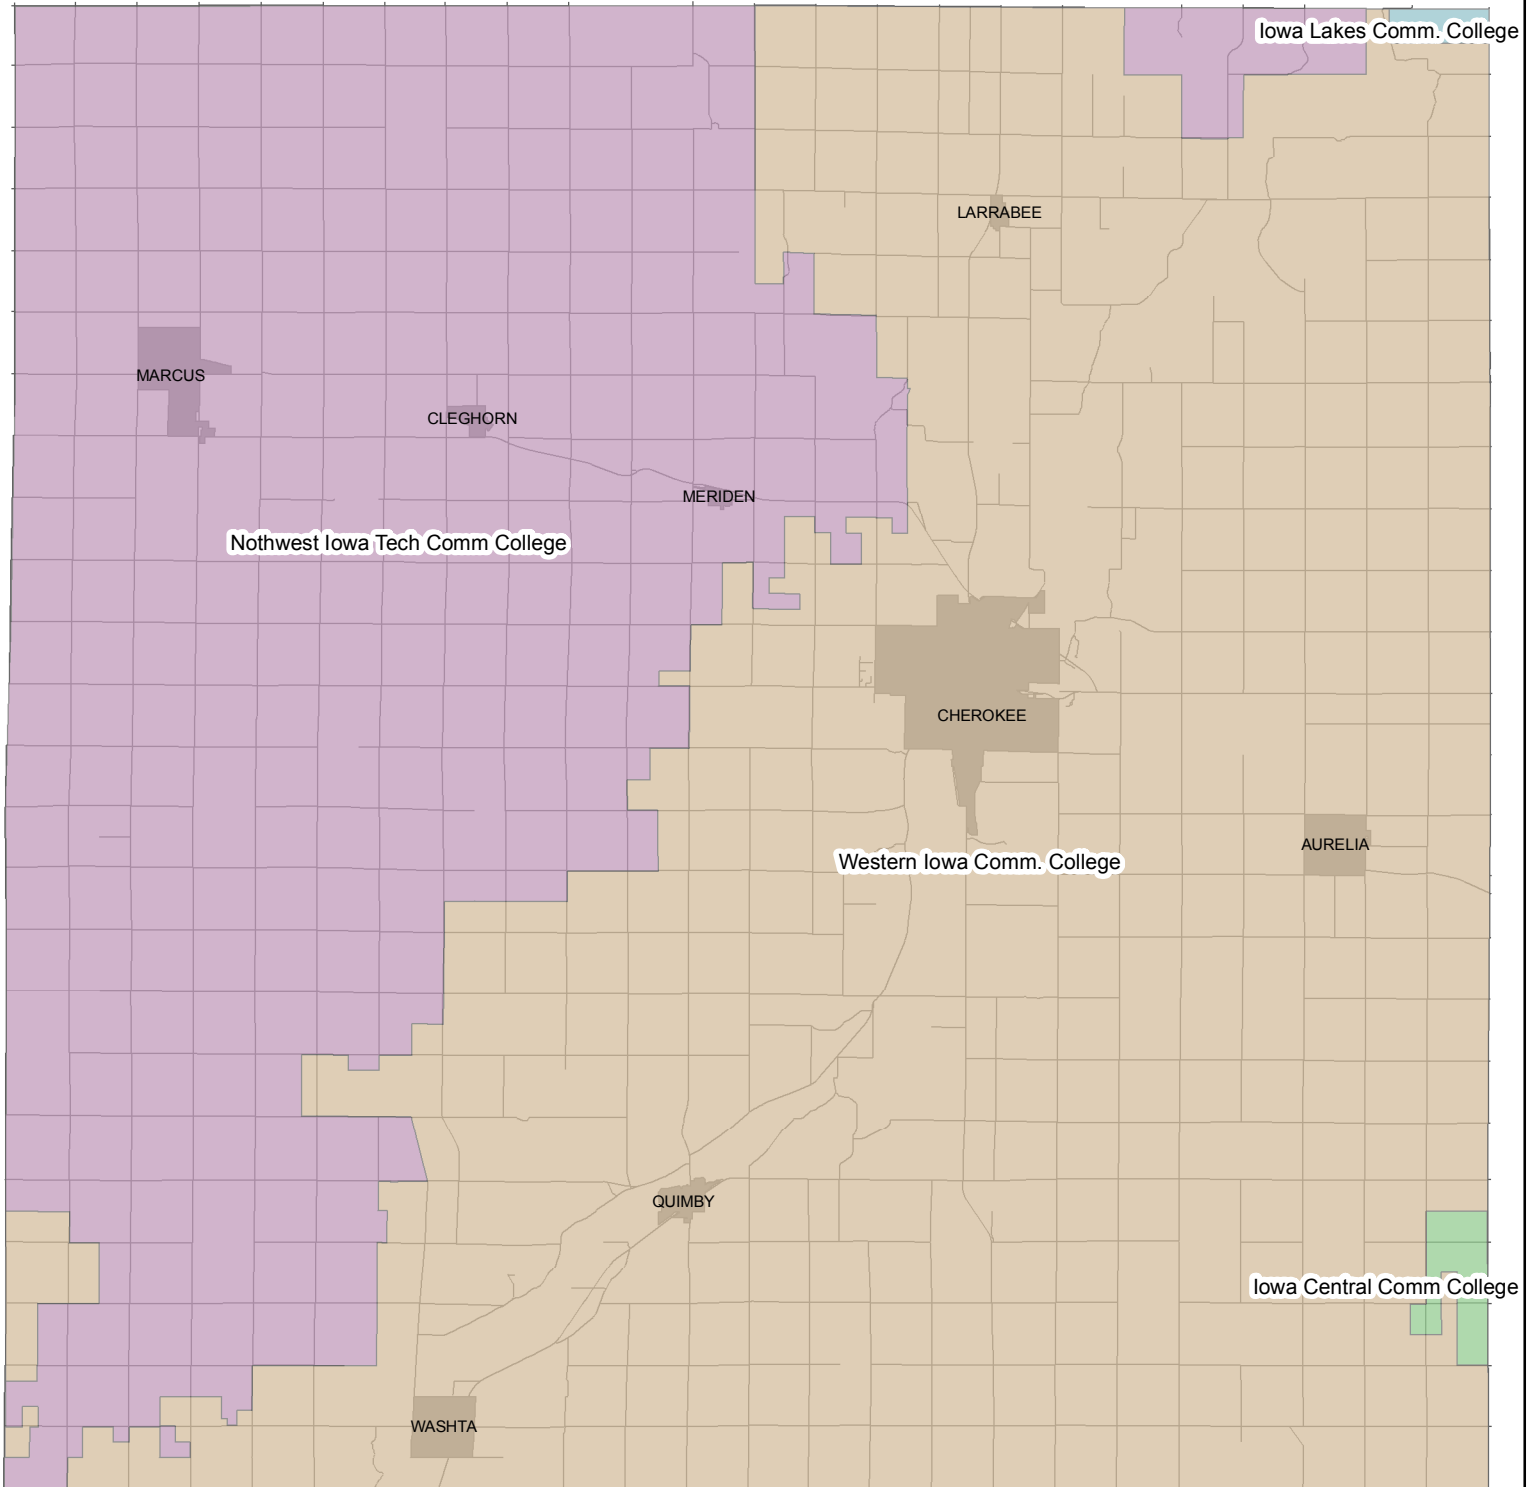 Iowa Lakes Comm. College
LARRABEE
MARCUS
CLEGHORN
MERIDEN
Nothwest Iowa Tech Comm College
CHEROKEE
AURELIA
Western Iowa Comm. College
QUIMBY
Iowa Central Comm College
WASHTA